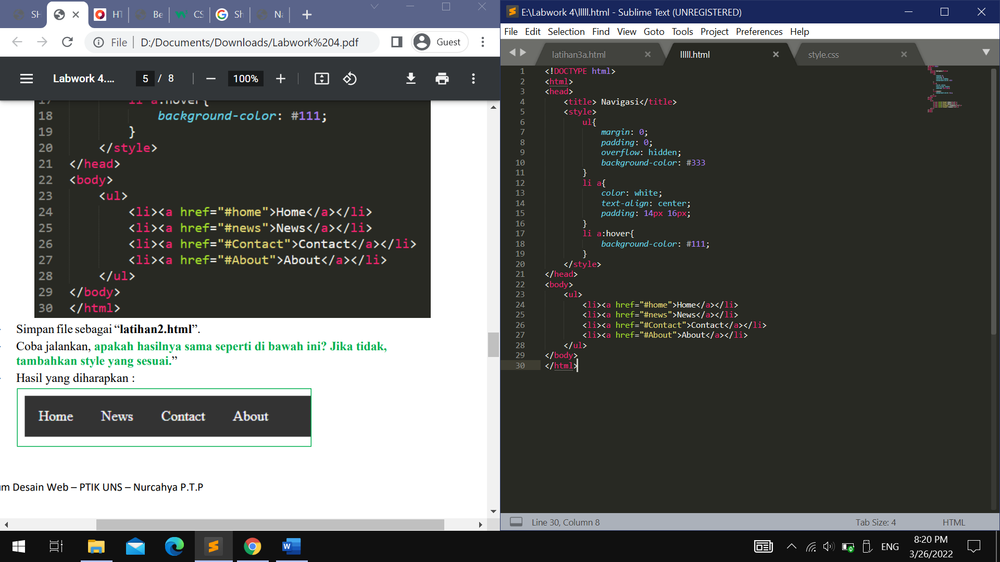 SH
HT
Be
CS
Sh
Na
File D:/Documents/Downloads/Labwork%204.pdf
Guest
Labwork 4....
5 / 8
100%
17 li a:hover{
18 background-color: #111;
19 }
20 </style>
21 </head>
22 <body>
23 <ul>
24 <li><a href="#home">Home</a></li>
25 <li><a href="#news">News</a></li>
26 <li><a href="#Contact">Contact</a></li>
27 <li><a href="#About">About</a></li>
28 </ul>
29 </body>
30 </html>
Simpan file sebagai “latihan2.html”.
Coba jalankan, apakah hasilnya sama seperti di bawah ini? Jika tidak,
tambahkan style yang sesuai.”
Hasil yang diharapkan :
Home News Contact About
Desain Web – PTIK UNS – Nurcahya P.T.P
E:\Labwork 4\lllll.html - Sublime Text (UNREGISTERED)
File Edit Selection Find View Goto Tools Project Preferences Help
latihan3a.html
lllll.html
style.css
1 <!DOCTYPE html>
2 <html>
3 <head>
4 <title> Navigasi</title>
5 <style>
6 ul{
7 margin: 0;
8 padding: 0;
9 overflow: hidden;
10 background-color: #333
11 }
12 li a{
13 color: white;
14 text-align: center;
15 padding: 14px 16px;
16 }
17 li a:hover{
18 background-color: #111;
19 }
20 </style>
21 </head>
22 <body>
23 <ul>
24 <li><a href="#home">Home</a></li>
25 <li><a href="#news">News</a></li>
26 <li><a href="#Contact">Contact</a></li>
27 <li><a href="#About">About</a></li>
28 </ul>
29 </body>
30 </html>
Line 30, Column 8
Tab Size: 4
HTML
ENG
8:20 PM
3/26/2022